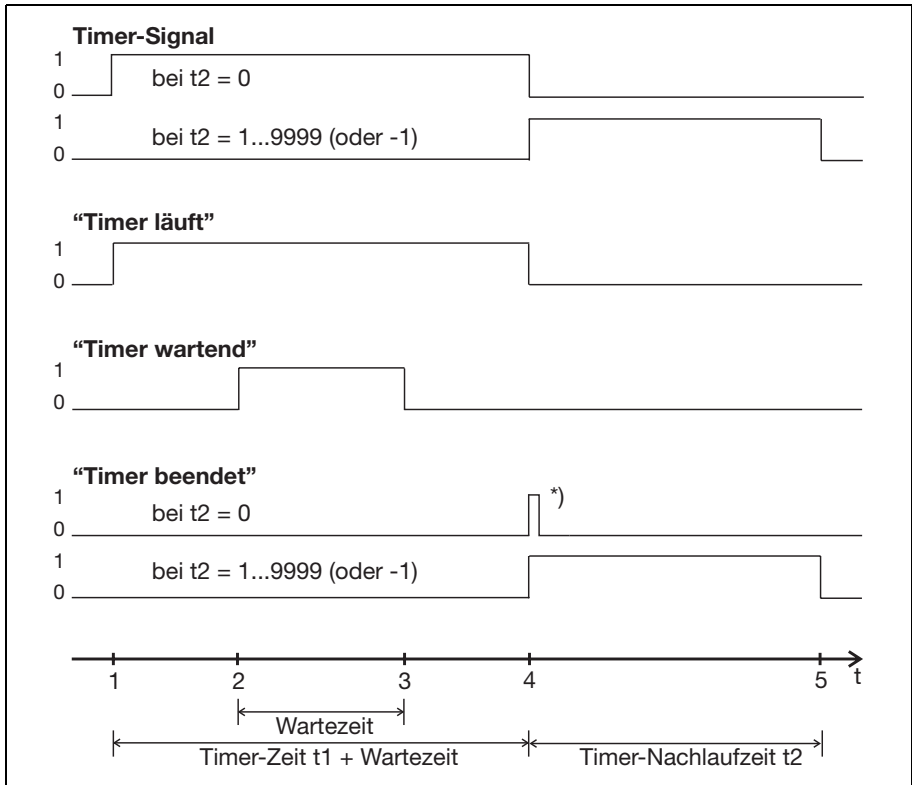 Timer-Signal
1
bei t2 = 0
0
1
bei t2 = 1...9999 (oder -1)
0
“Timer läuft”
1
0
“Timer wartend”
1
0
“Timer beendet”
1
*)
bei t2 = 0
0
1
bei t2 = 1...9999 (oder -1)
0
1 2 3 4 5 t
Wartezeit
Timer-Zeit t1 + Wartezeit Timer-Nachlaufzeit t2